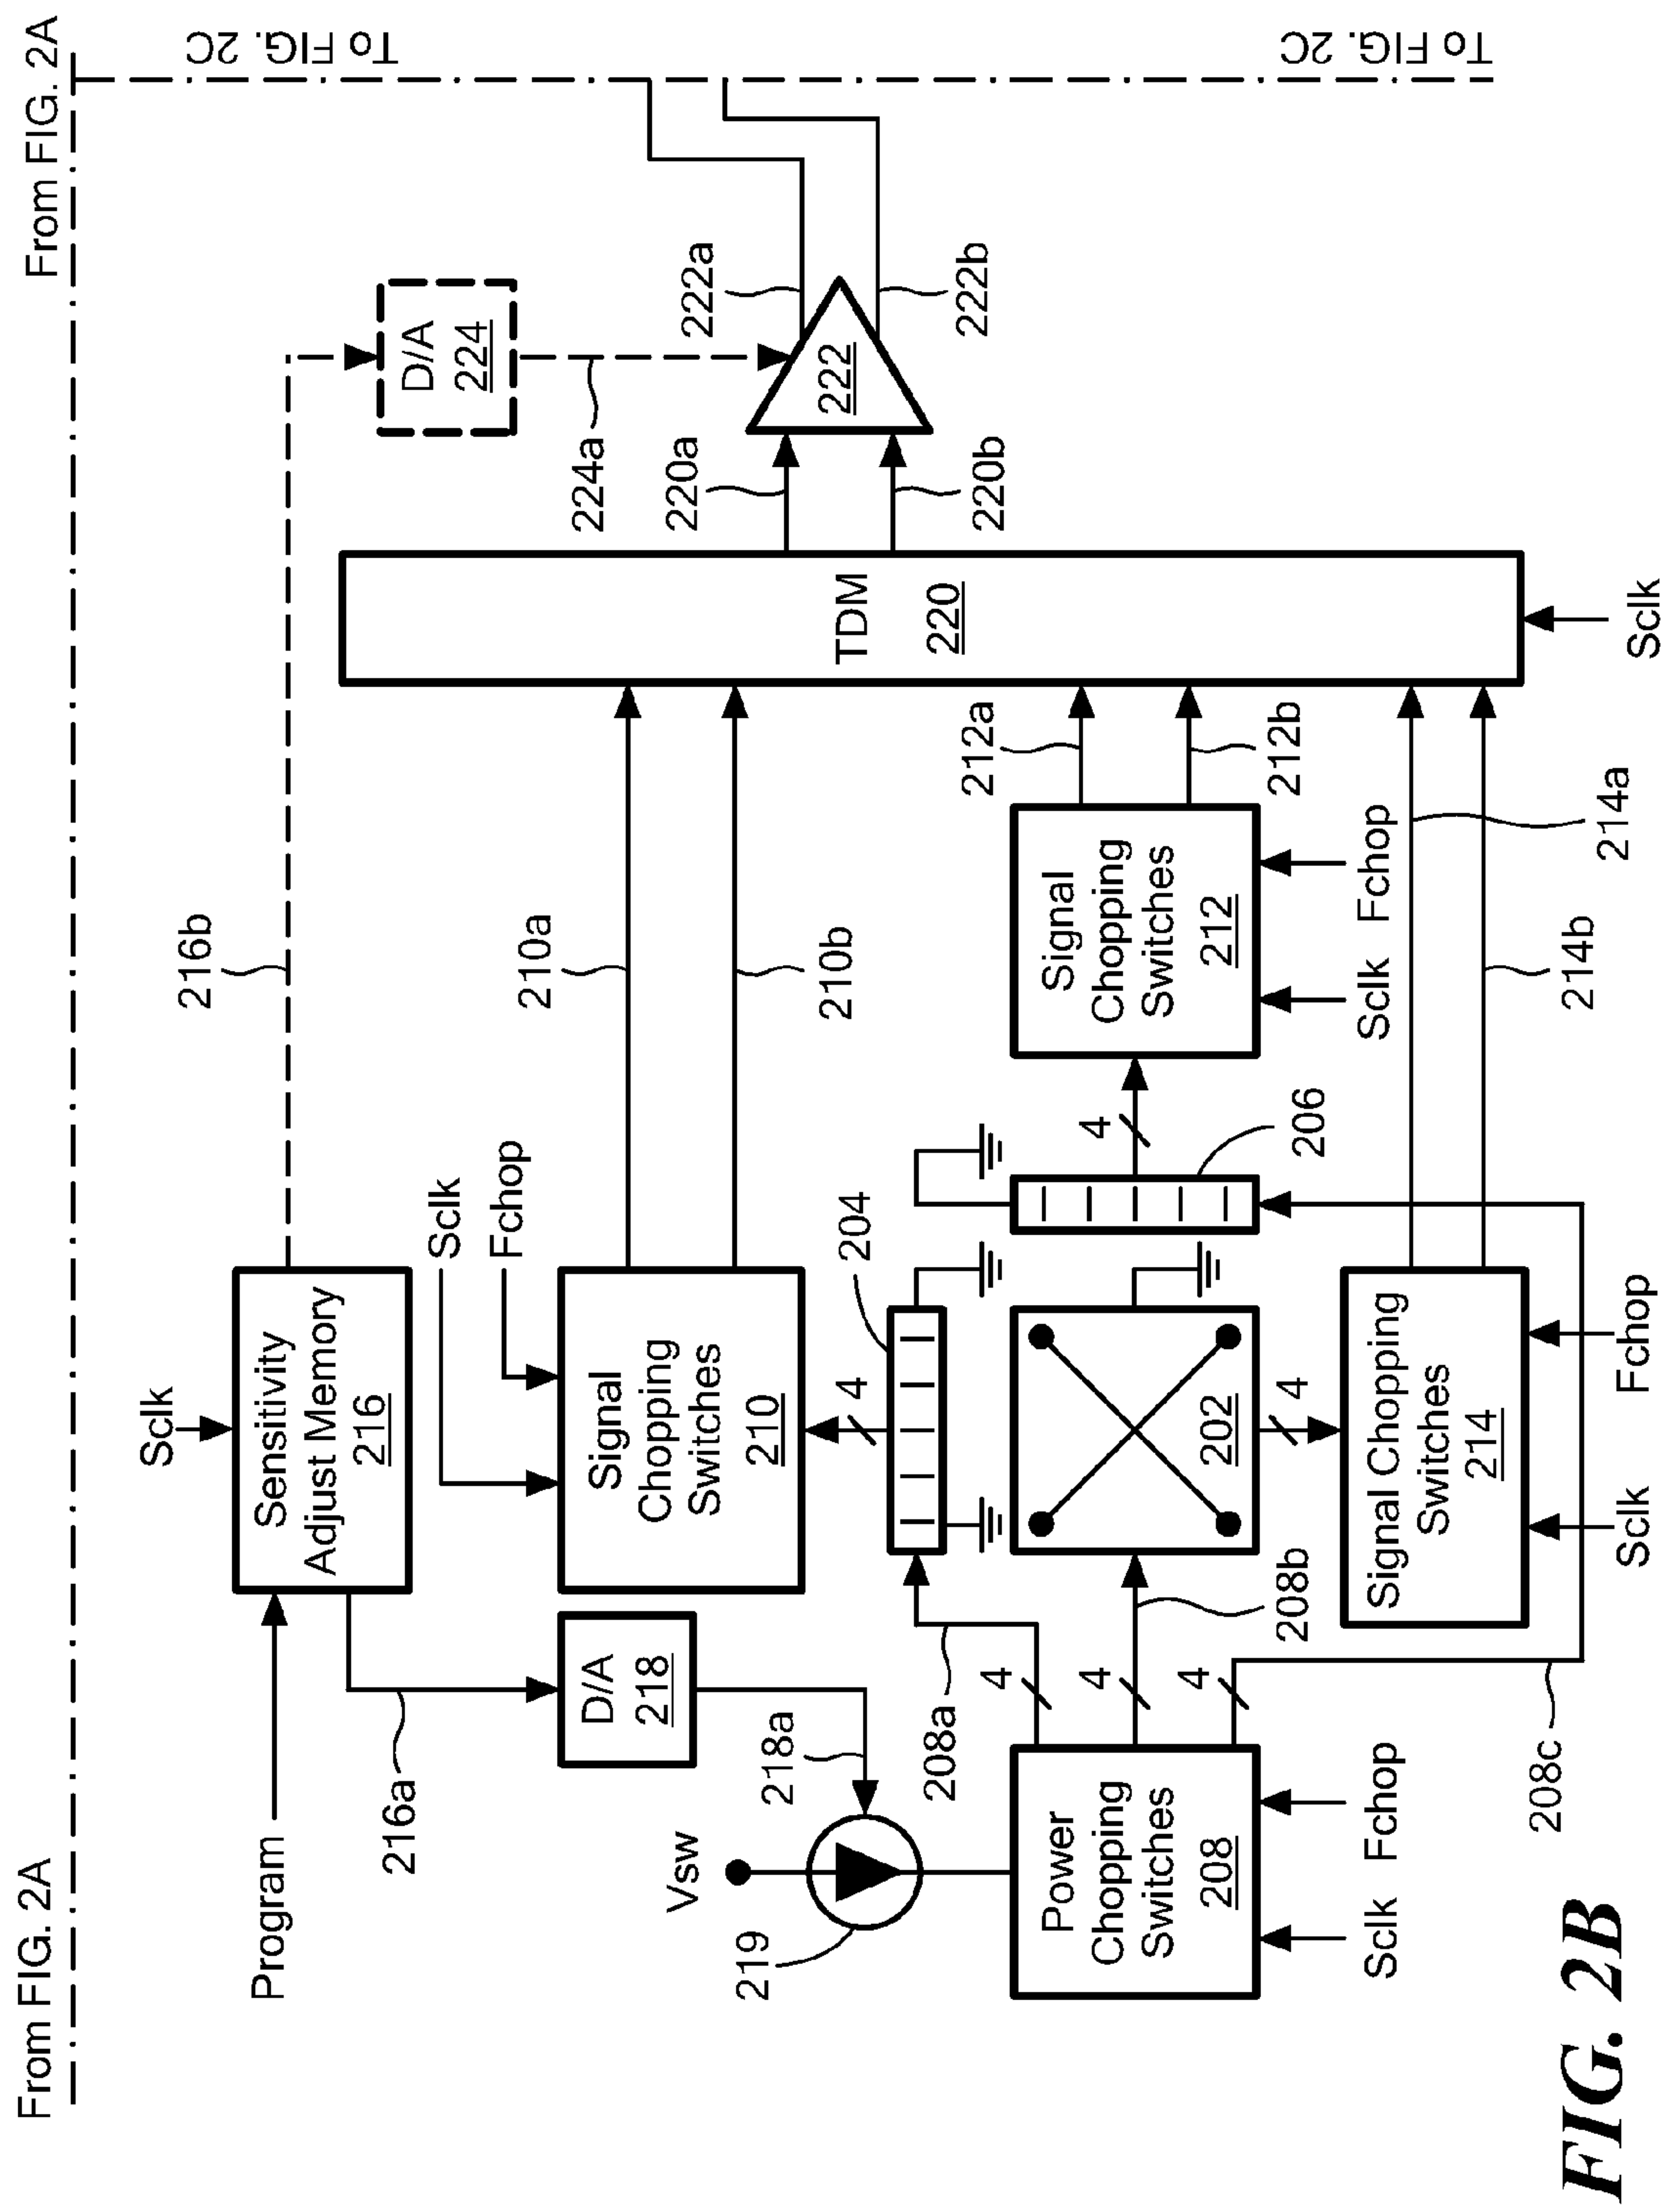 From FIG. 2A
From FIG. 2A
To FIG. 2C
To FIG. 2C
Sclk
Program
Sensitivity
Adjust Memory
216
216a
216b
D/A
224
224a
D/A
218
218a
Vsw
219
Sclk
Fchop
Signal
Chopping
Switches
210
210a
210b
4
204
208a
4
4
4
208b
208c
Power
Chopping
Switches
208
Sclk
Fchop
202
4
206
4
Signal
Chopping
Switches
212
212a
212b
Sclk
Fchop
Signal Chopping
Switches
214
214a
214b
Sclk
Fchop
TDM
220
Sclk
220a
220b
222
222a
222b
FIG. 2B